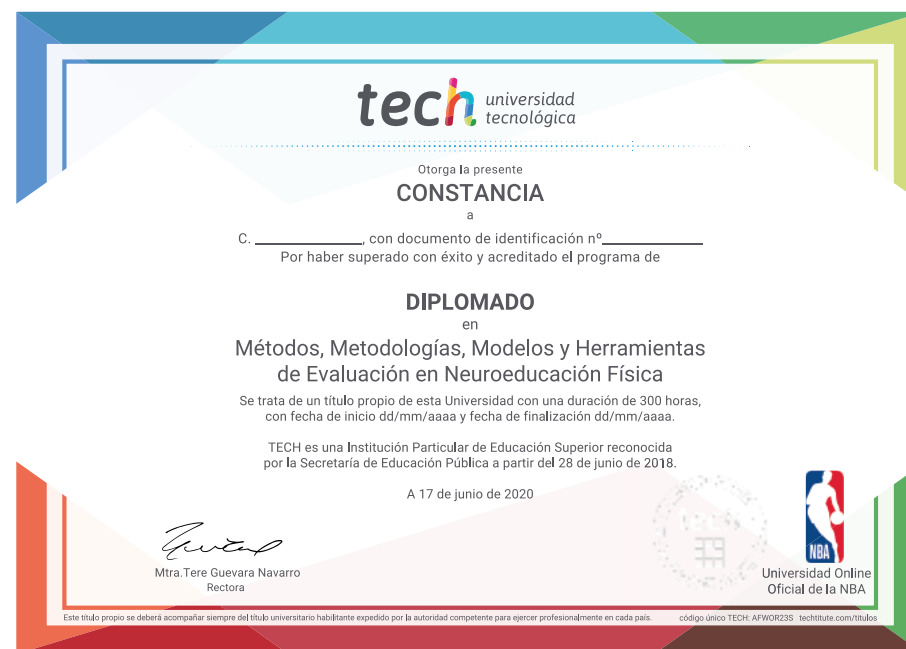 tech universidad
tecnológica
Otorga la presente
CONSTANCIA
a
C. ______________, con documento de identificación nº_____________
Por haber superado con éxito y acreditado el programa de
DIPLOMADO
en
Métodos, Metodologías, Modelos y Herramientas
de Evaluación en Neuroeducación Física
Se trata de un título propio de esta Universidad con una duración de 300 horas,
con fecha de inicio dd/mm/aaaa y fecha de finalización dd/mm/aaaa.
TECH es una Institución Particular de Educación Superior reconocida
por la Secretaría de Educación Pública a partir del 28 de junio de 2018.
A 17 de junio de 2020
Mtra.Tere Guevara Navarro
Rectora
NBA
Universidad Online
Oficial de la NBA
Este título propio se deberá acompañar siempre del título universitario habilitante expedido por la autoridad competente para ejercer profesionalmente en cada país. código único TECH: AFWOR23S techtitute.com/titulos